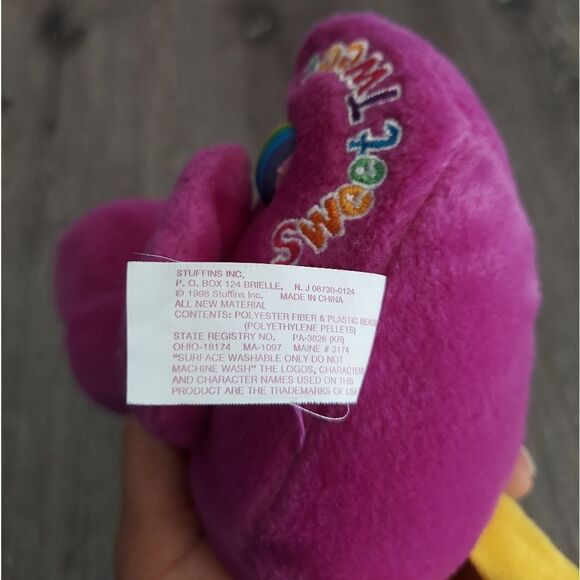 Sweet Twee
STUFFINS INC,
P. O. BOX 124 BRIELLE, N. J 08730-0124
© 1998 Stuffins Inc. MADE IN CHINA
ALL NEW MATERIAL
CONTENTS: POLYESTER FIBER & PLASTIC BEADS
(POLYETHYLENE PELLETS)
STATE REGISTRY NO. PA-3826 (KR)
OHIO-18174 MA-1097 MAINE # 3174
"SURFACE WASHABLE ONLY DO NOT
MACHINE WASH" THE LOGOS, CHARACTERS
AND CHARACTER NAMES USED ON THIS
PRODUCT ARE THE TRADEMARKS OF